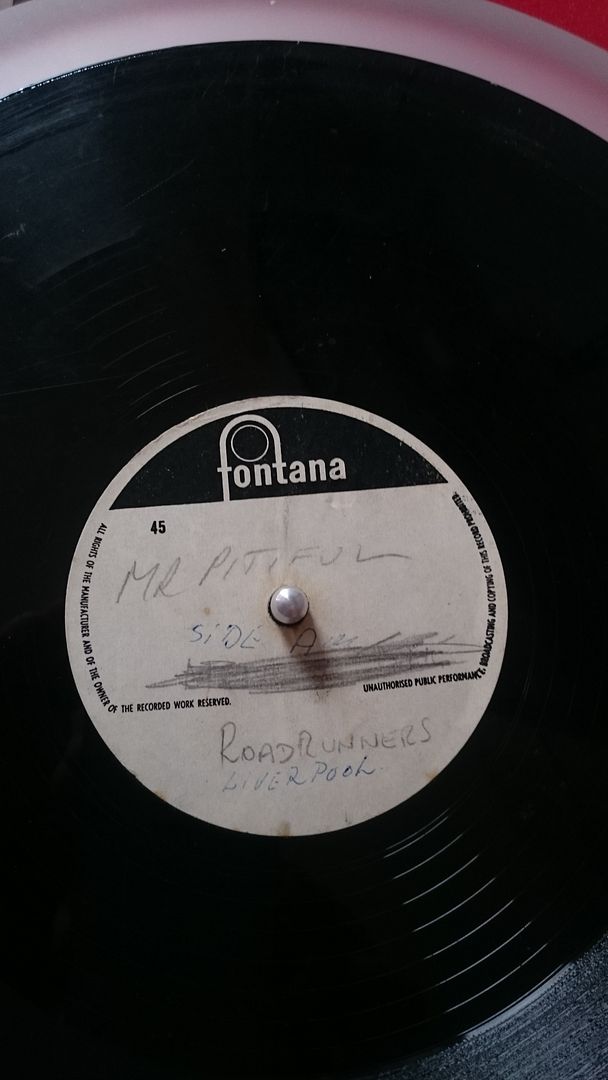 fontana
45
MR PITIFUL
SIDE A
ROADRUNNERS
LIVERPOOL.
ALL RIGHTS OF THE MANUFACTURER AND OF THE OWNER OF THE RECORDED WORK RESERVED.
UNAUTHORISED PUBLIC PERFORMANCE, BROADCASTING AND COPYING OF THIS RECORD PROHIBITED.